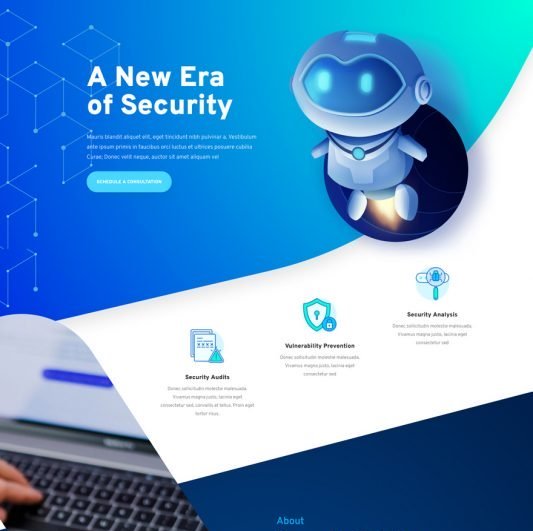 A New Era
of Security
Mauris blandit aliquet elit, eget tincidunt nibh pulvinar a. Vestibulum
ante ipsum primis in faucibus orci luctus et ultrices posuere cubilia
Curae; Donec velit neque, auctor sit amet aliquam vel
SCHEDULE A CONSULTATION
Security Analysis
Donec sollicitudin molestie malesuada.
Vivamus magna justo, lacinia eget
consectetur sed
Vulnerability Prevention
Donec sollicitudin molestie malesuada.
Vivamus magna justo, lacinia eget
consectetur sed
Security Audits
Donec sollicitudin molestie malesuada.
Vivamus magna justo, lacinia eget
consectetur sed, convallis at tellus. Proin eget
tortor risus.
About